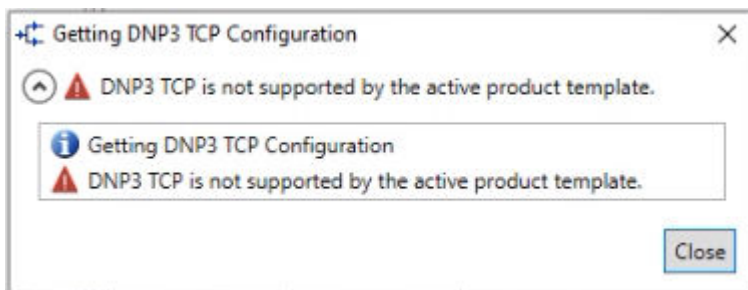 Getting DNP3 TCP Configuration
DNP3 TCP is not supported by the active product template.
Getting DNP3 TCP Configuration
DNP3 TCP is not supported by the active product template.
Close